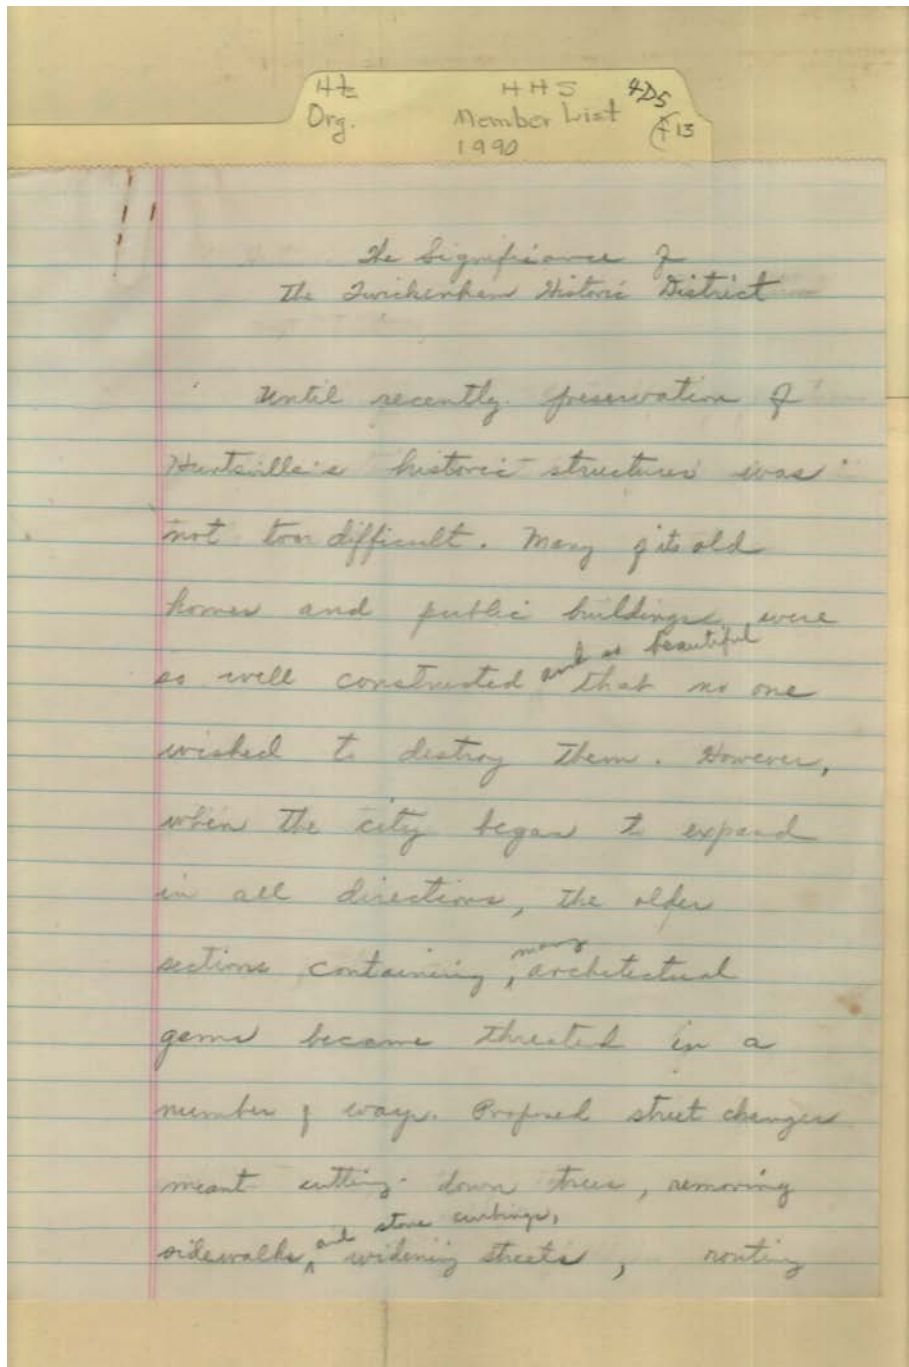 Hz HHS 4D5
Org. Member List F13
1990
The Significance of
The Twickenham Historic District
Until recently preservation of
Huntsville's historic structures was
not too difficult. Many of its old
homes and public buildings were
and so beautiful
so well constructed that no one
wished to destroy them. However,
when the city began to expand
in all directions, the older
many
sections containing, architectural
gems became threated in a
number of ways. Proposed street changes
meant cutting down trees, removing
and stone curbings,
sidewalks, widening streets, routing